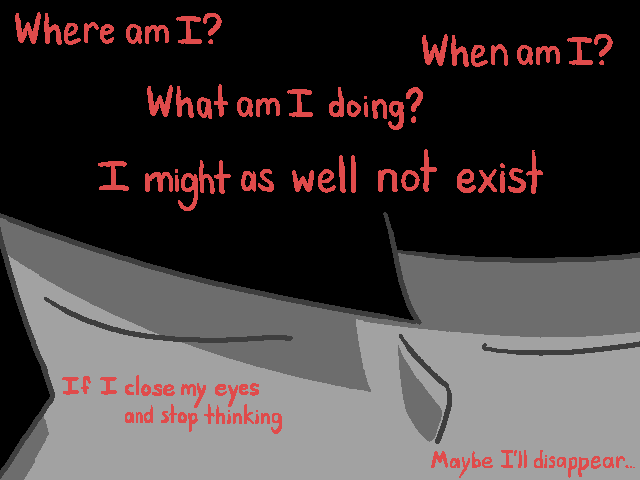 Where am I?
When am I?
What am I doing?
I might as well not exist
If I close my eyes
and stop thinking
Maybe I'll disappear...